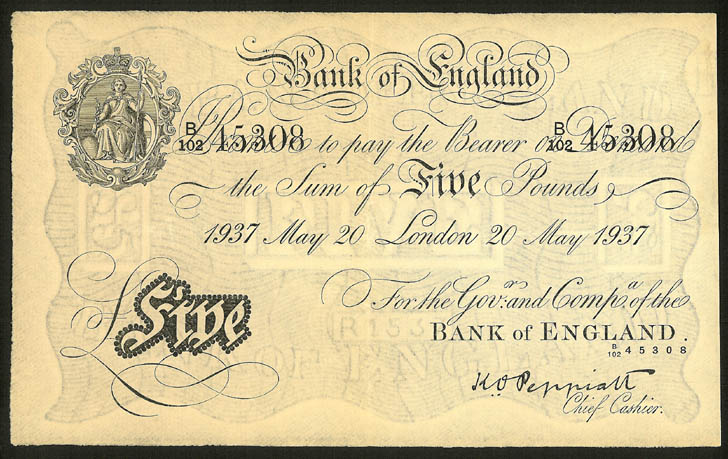 Bank of England
B/102 45308 B/102 45308
Promise to pay the Bearer on Demand
the Sum of Five Pounds
1937 May 20 London 20 May 1937
For the Gov.r and Comp.a of the
BANK of ENGLAND.
B/102 45308
Five
K.O. Peppiatt
Chief Cashier.